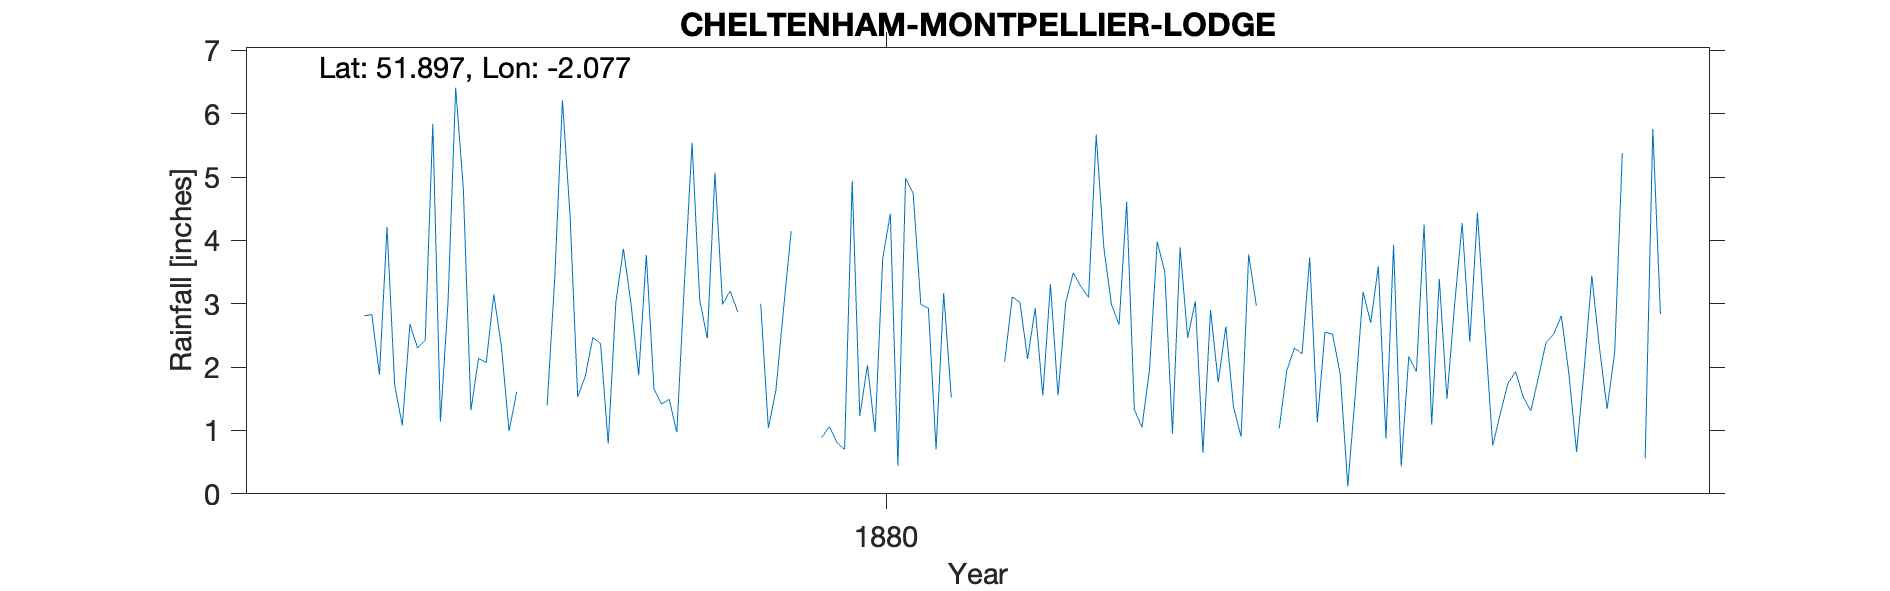 CHELTENHAM-MONTPELLIER-LODGE
Lat: 51.897, Lon: -2.077
7
6
5
4
3
2
1
0
Rainfall [inches]
1880
Year